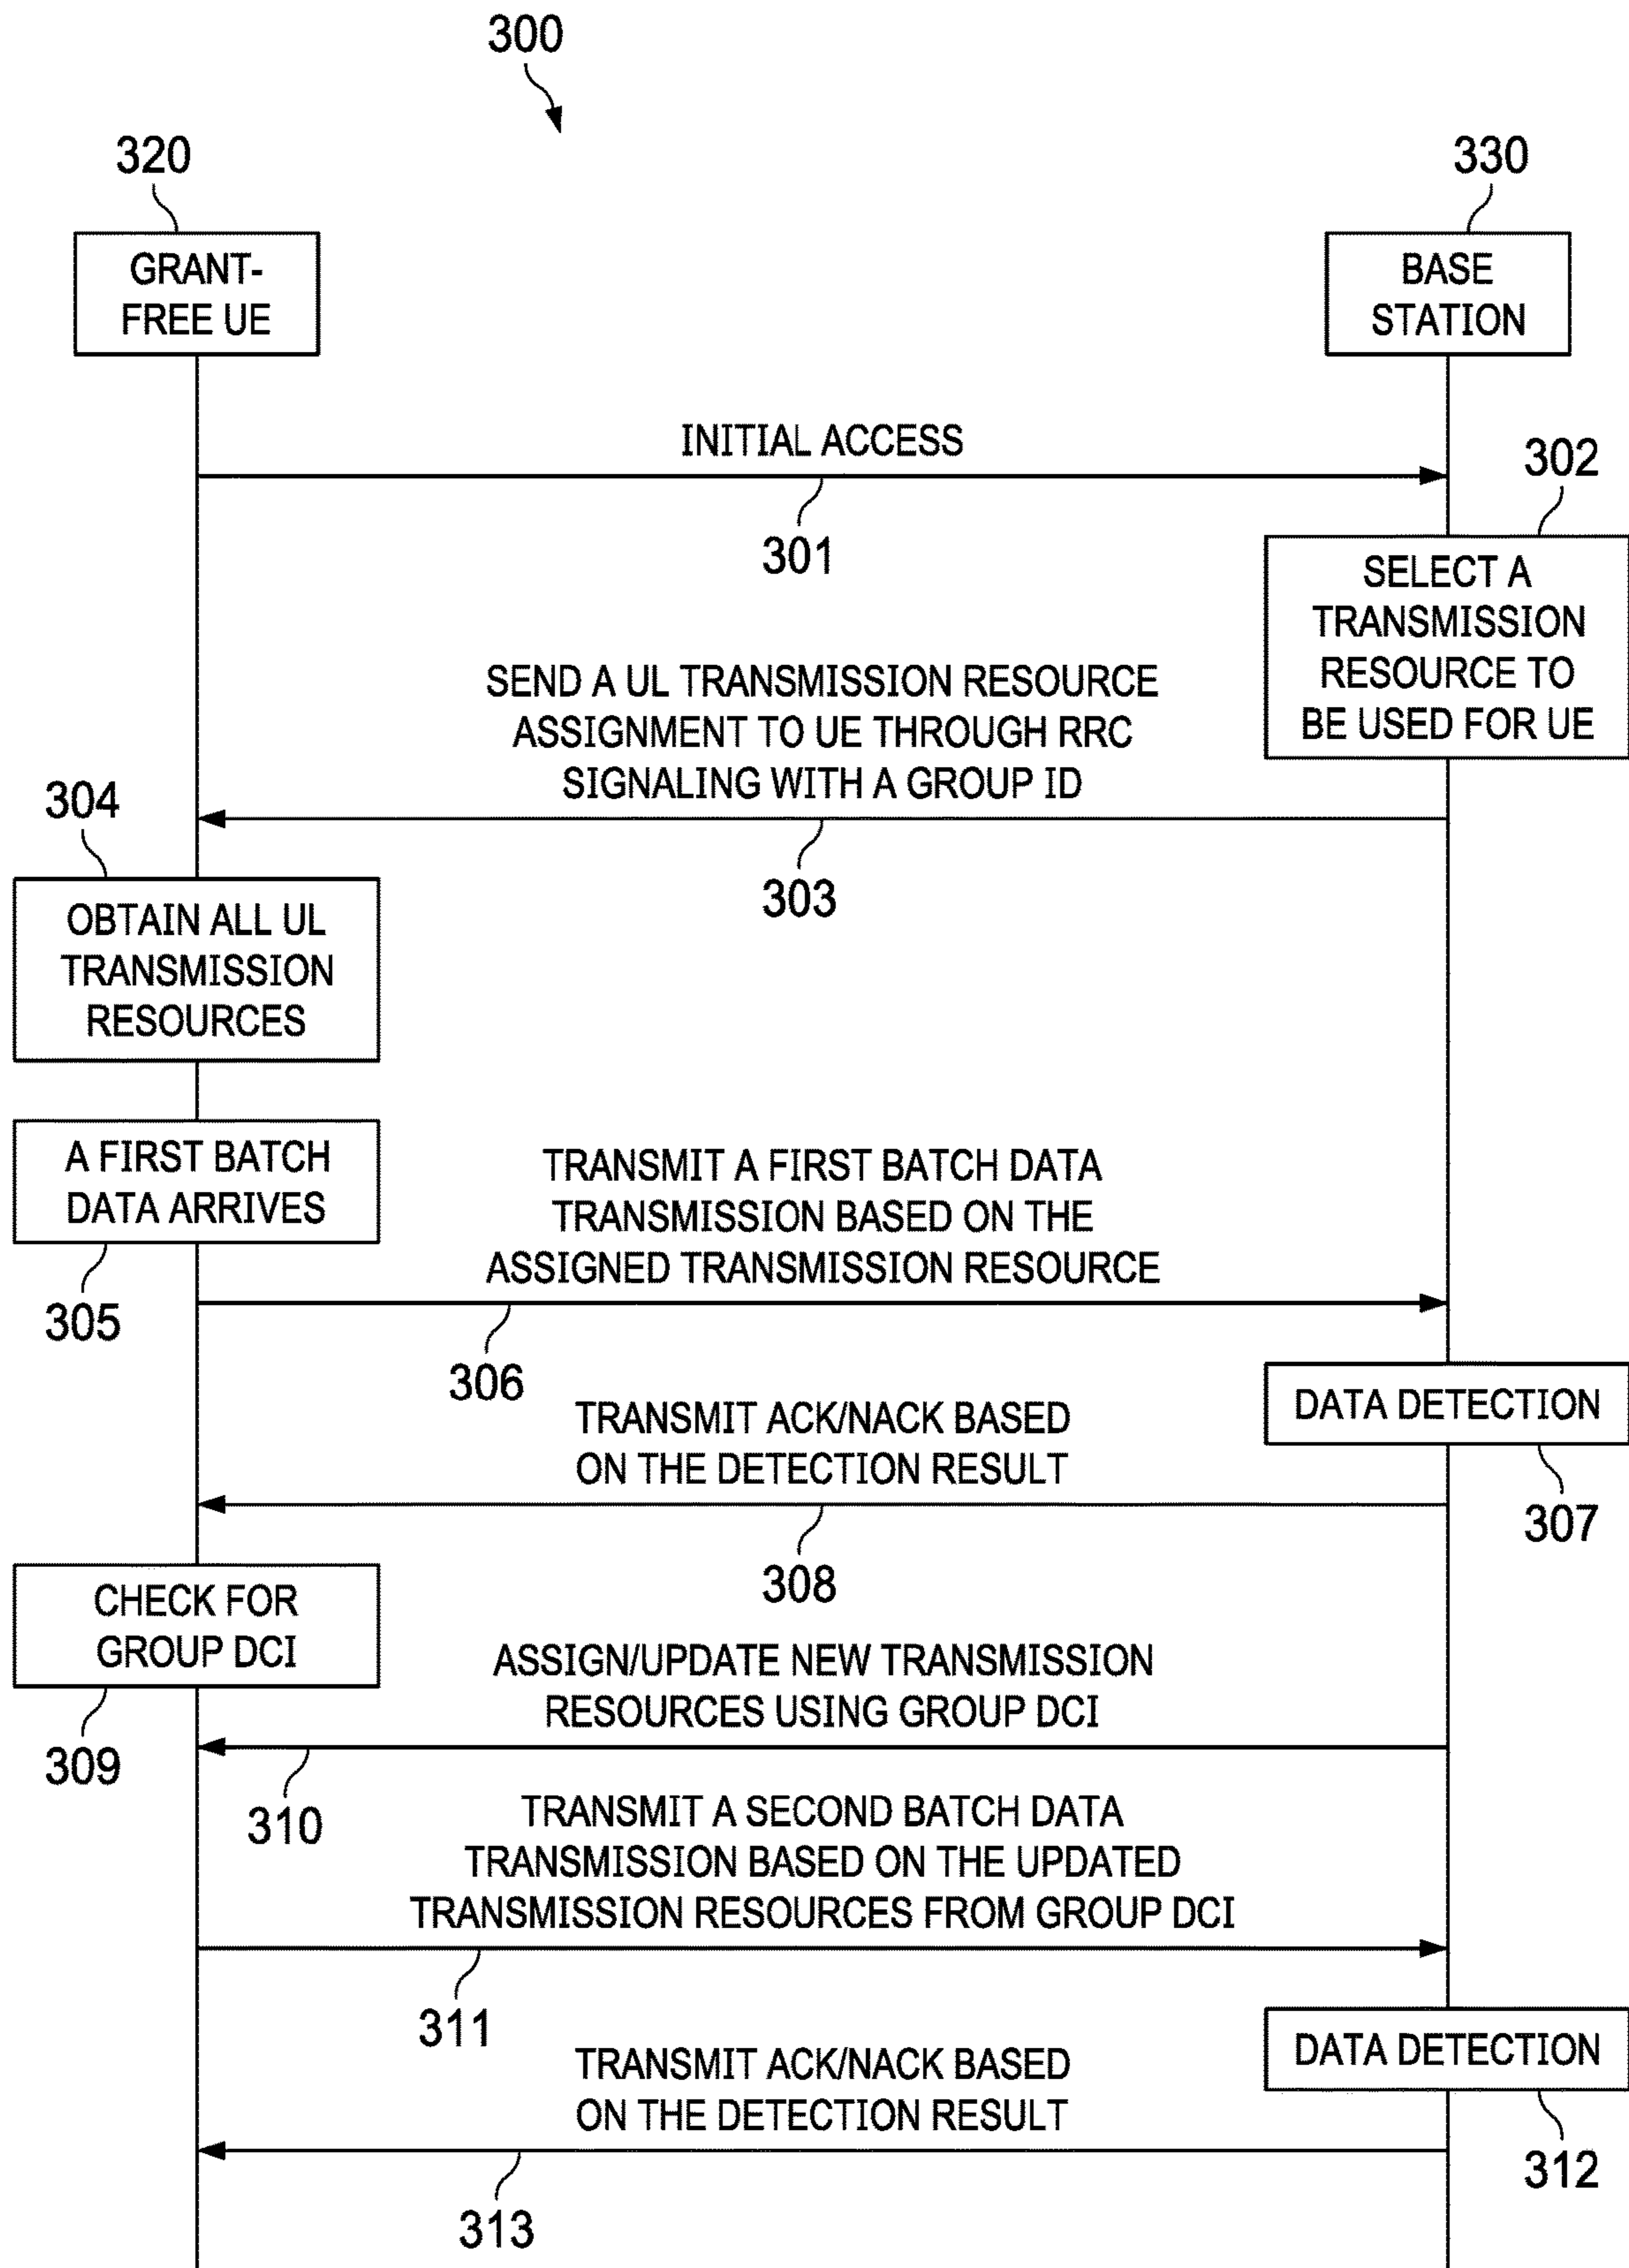 300
320
330
GRANT-
FREE UE
BASE
STATION
INITIAL ACCESS
301
302
SELECT A
TRANSMISSION
RESOURCE TO
BE USED FOR UE
SEND A UL TRANSMISSION RESOURCE
ASSIGNMENT TO UE THROUGH RRC
SIGNALING WITH A GROUP ID
303
304
OBTAIN ALL UL
TRANSMISSION
RESOURCES
A FIRST BATCH
DATA ARRIVES
305
TRANSMIT A FIRST BATCH DATA
TRANSMISSION BASED ON THE
ASSIGNED TRANSMISSION RESOURCE
306
DATA DETECTION
307
TRANSMIT ACK/NACK BASED
ON THE DETECTION RESULT
308
CHECK FOR
GROUP DCI
309
ASSIGN/UPDATE NEW TRANSMISSION
RESOURCES USING GROUP DCI
310
TRANSMIT A SECOND BATCH DATA
TRANSMISSION BASED ON THE UPDATED
TRANSMISSION RESOURCES FROM GROUP DCI
311
DATA DETECTION
312
TRANSMIT ACK/NACK BASED
ON THE DETECTION RESULT
313